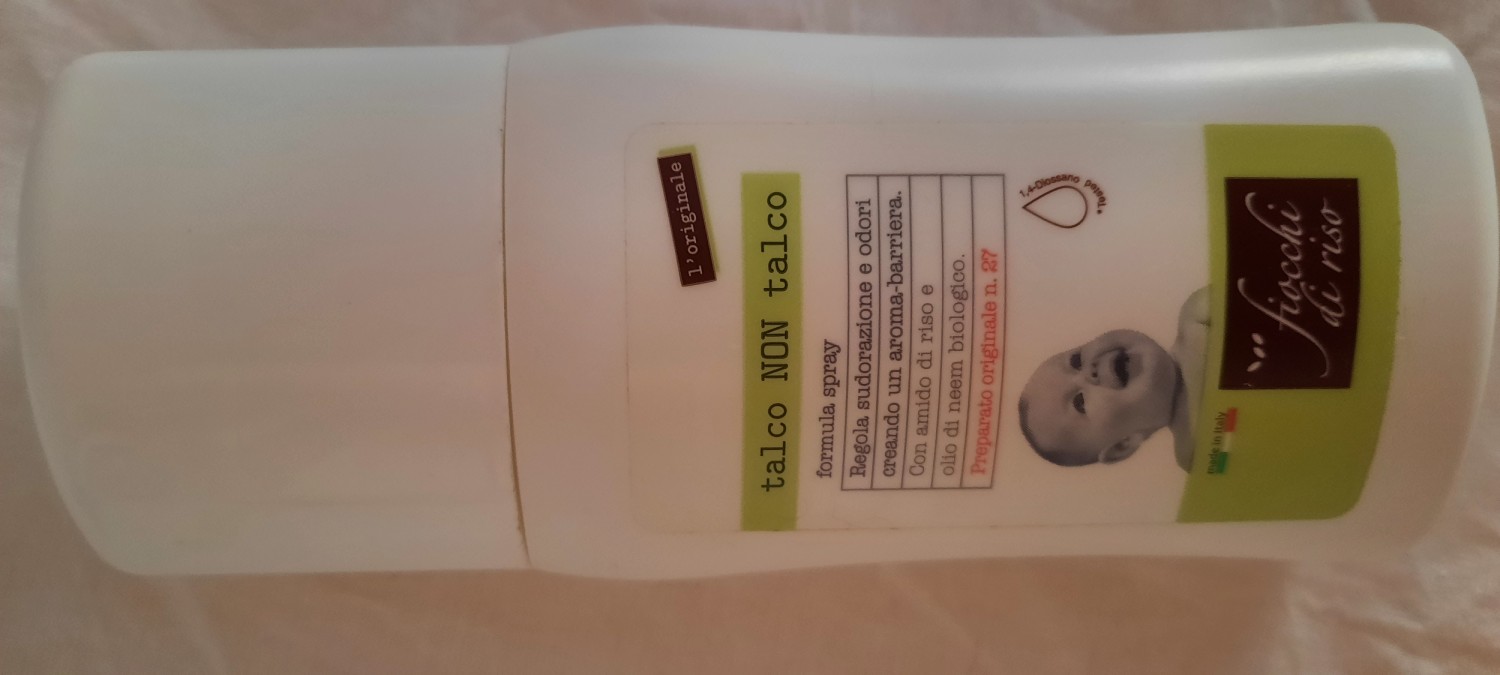 l'originale
talco NON talco
formula spray
Regola sudorazione e odori
creando un aroma-barriera.
Con amido di riso e
olio di neem biologico.
Preparato originale n. 27
1,4-Diossano tested*
made in italy
fiocchi
di riso